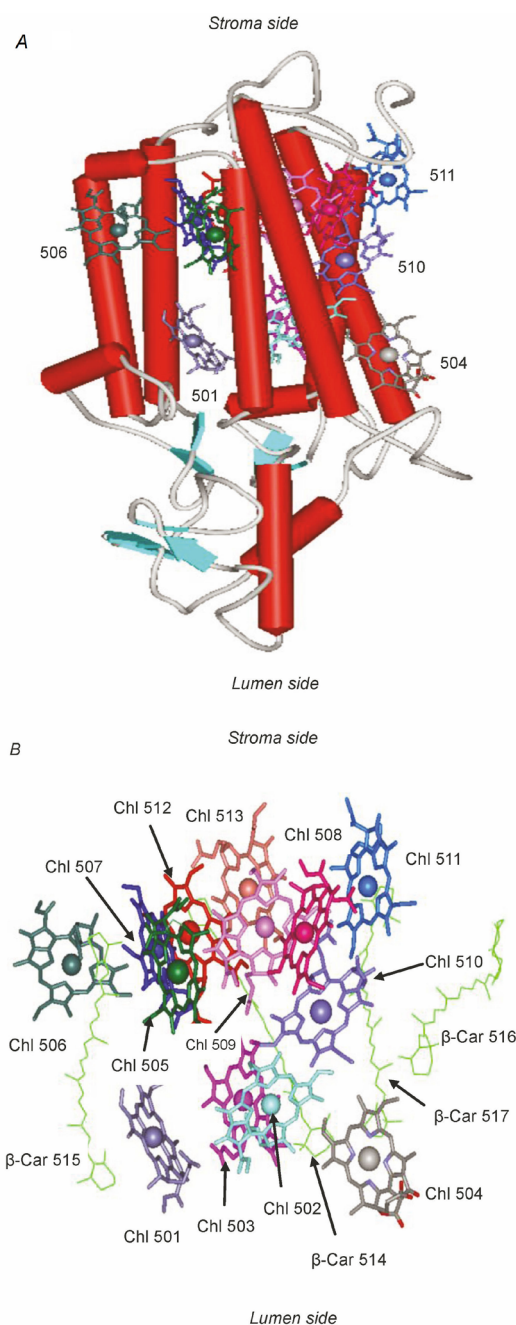 Stroma side
A
511
506
510
504
501
Lumen side
Stroma side
B
Chl 512
Chl 513
Chl 508
Chl 511
Chl 507
Chl 510
Chl 506
Chl 505
Chl 509
β-Car 516
β-Car 517
β-Car 515
Chl 504
Chl 501
Chl 503
Chl 502
β-Car 514
Lumen side